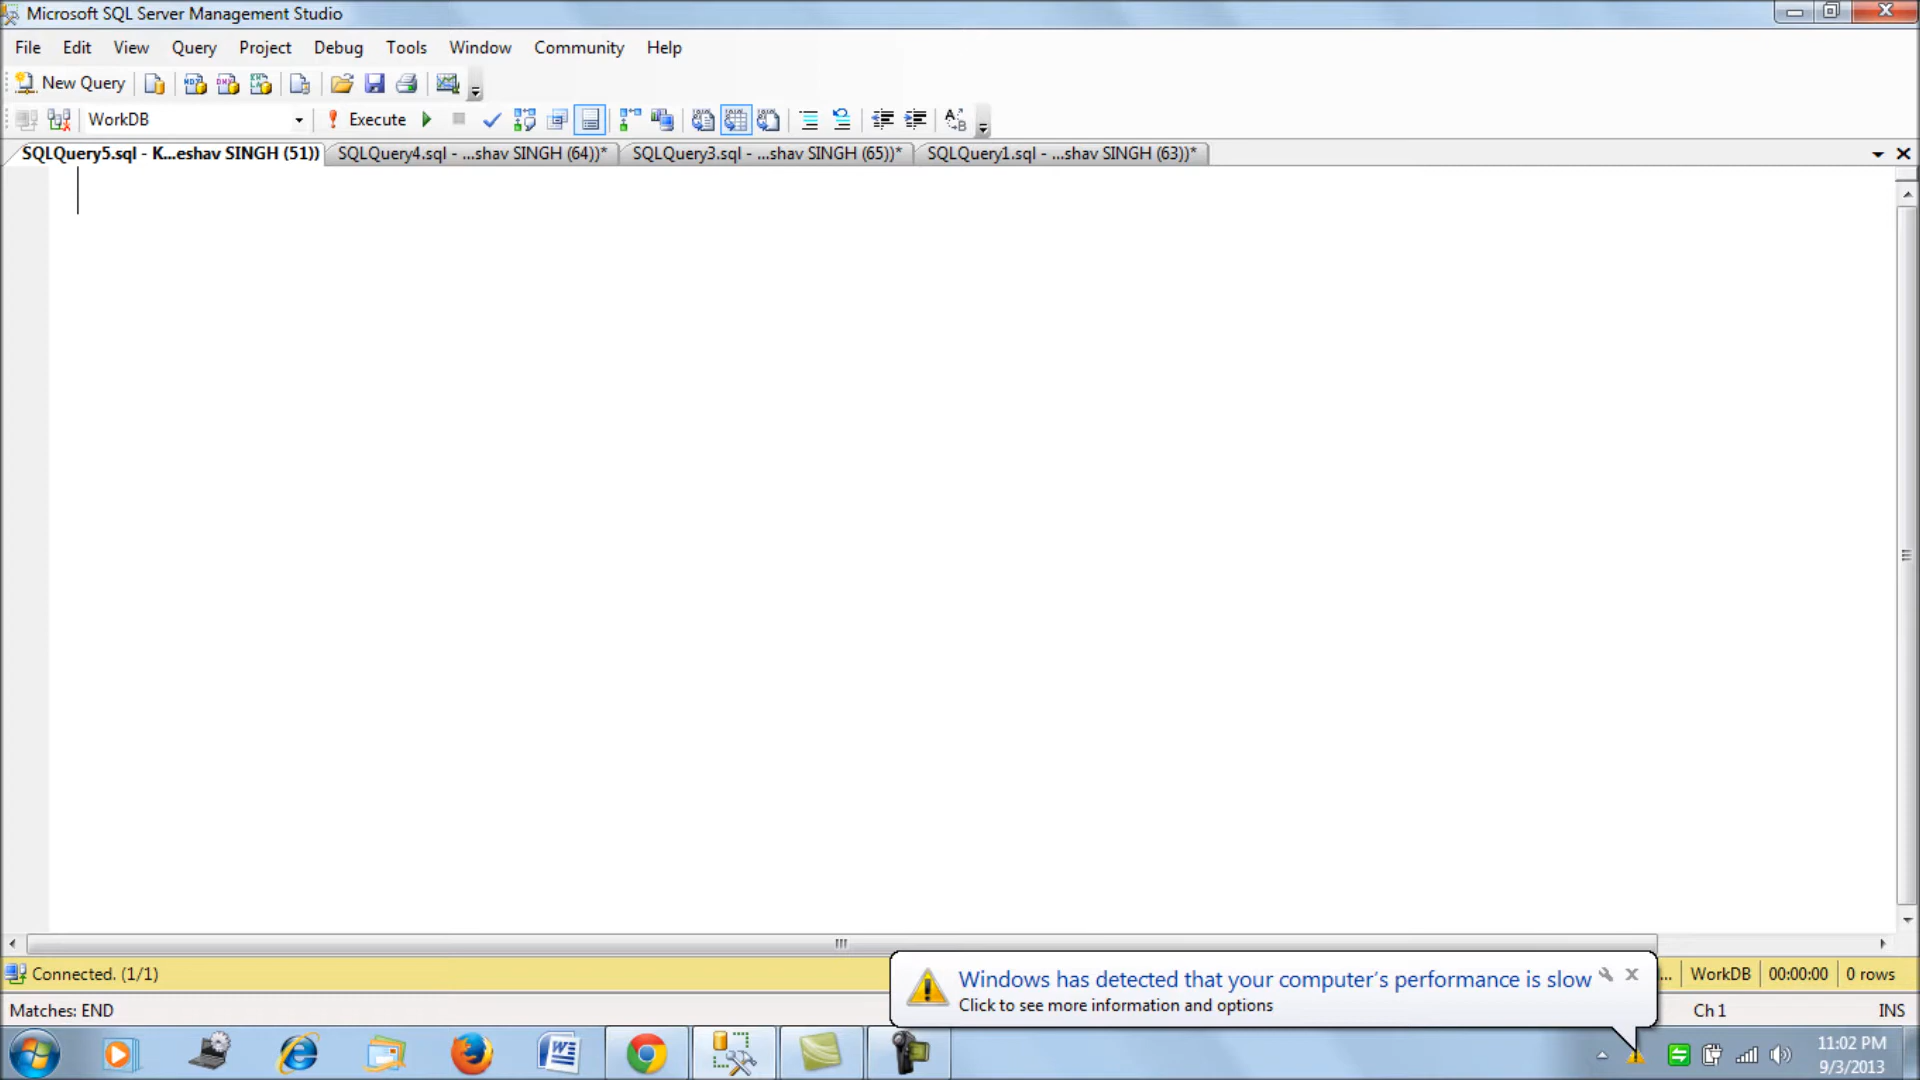 Microsoft SQL Server Management Studio
File Edit View Query Project Debug Tools Window Community Help
New Query
WorkDB Execute
SQLQuery5.sql - K...eshav SINGH (51)) SQLQuery4.sql - ...shav SINGH (64))* SQLQuery3.sql - ...shav SINGH (65))* SQLQuery1.sql - ...shav SINGH (63))*
Connected. (1/1) ... WorkDB 00:00:00 0 rows
Windows has detected that your computer's performance is slow
Click to see more information and options
Matches: END Ch 1 INS
11:02 PM
9/3/2013